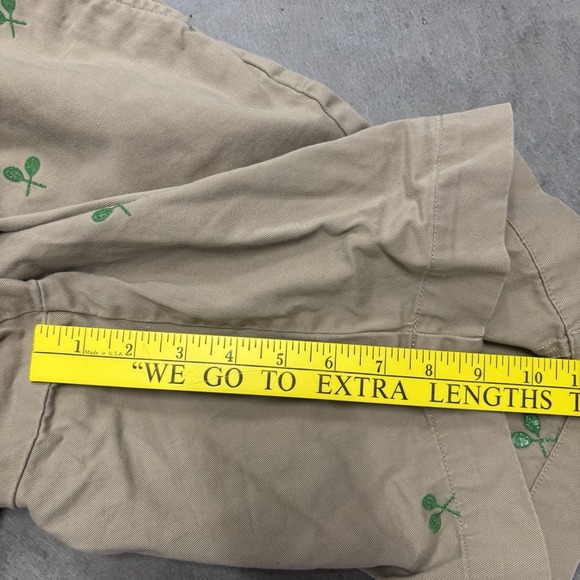 1 2 3 4 5 6 7 8 9 10
Made in U.S.A.
“WE GO TO EXTRA LENGTHS